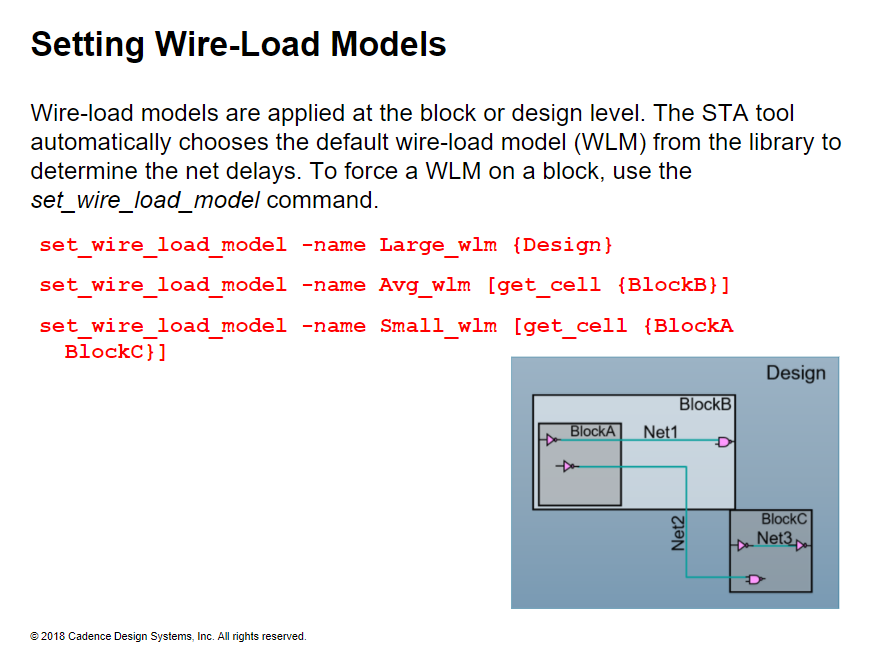 Setting Wire-Load Models
Wire-load models are applied at the block or design level. The STA tool
automatically chooses the default wire-load model (WLM) from the library to
determine the net delays. To force a WLM on a block, use the
set_wire_load_model command.
set_wire_load_model -name Large_wlm {Design}
set_wire_load_model -name Avg_wlm [get_cell {BlockB}]
set_wire_load_model -name Small_wlm [get_cell {BlockA
BlockC}]
Design
BlockB
BlockA
Net1
Net2
BlockC
Net3
© 2018 Cadence Design Systems, Inc. All rights reserved.